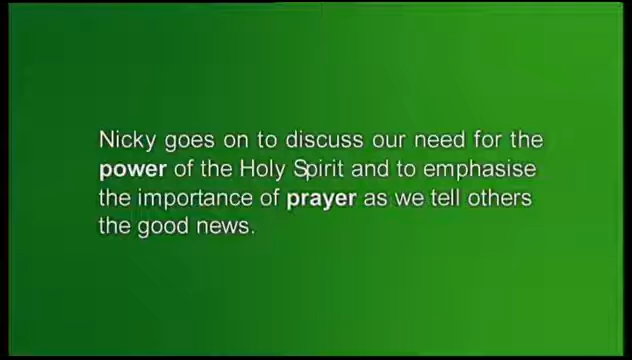 Nicky goes on to discuss our need for the
power of the Holy Spirit and to emphasise
the importance of prayer as we tell others
the good news.